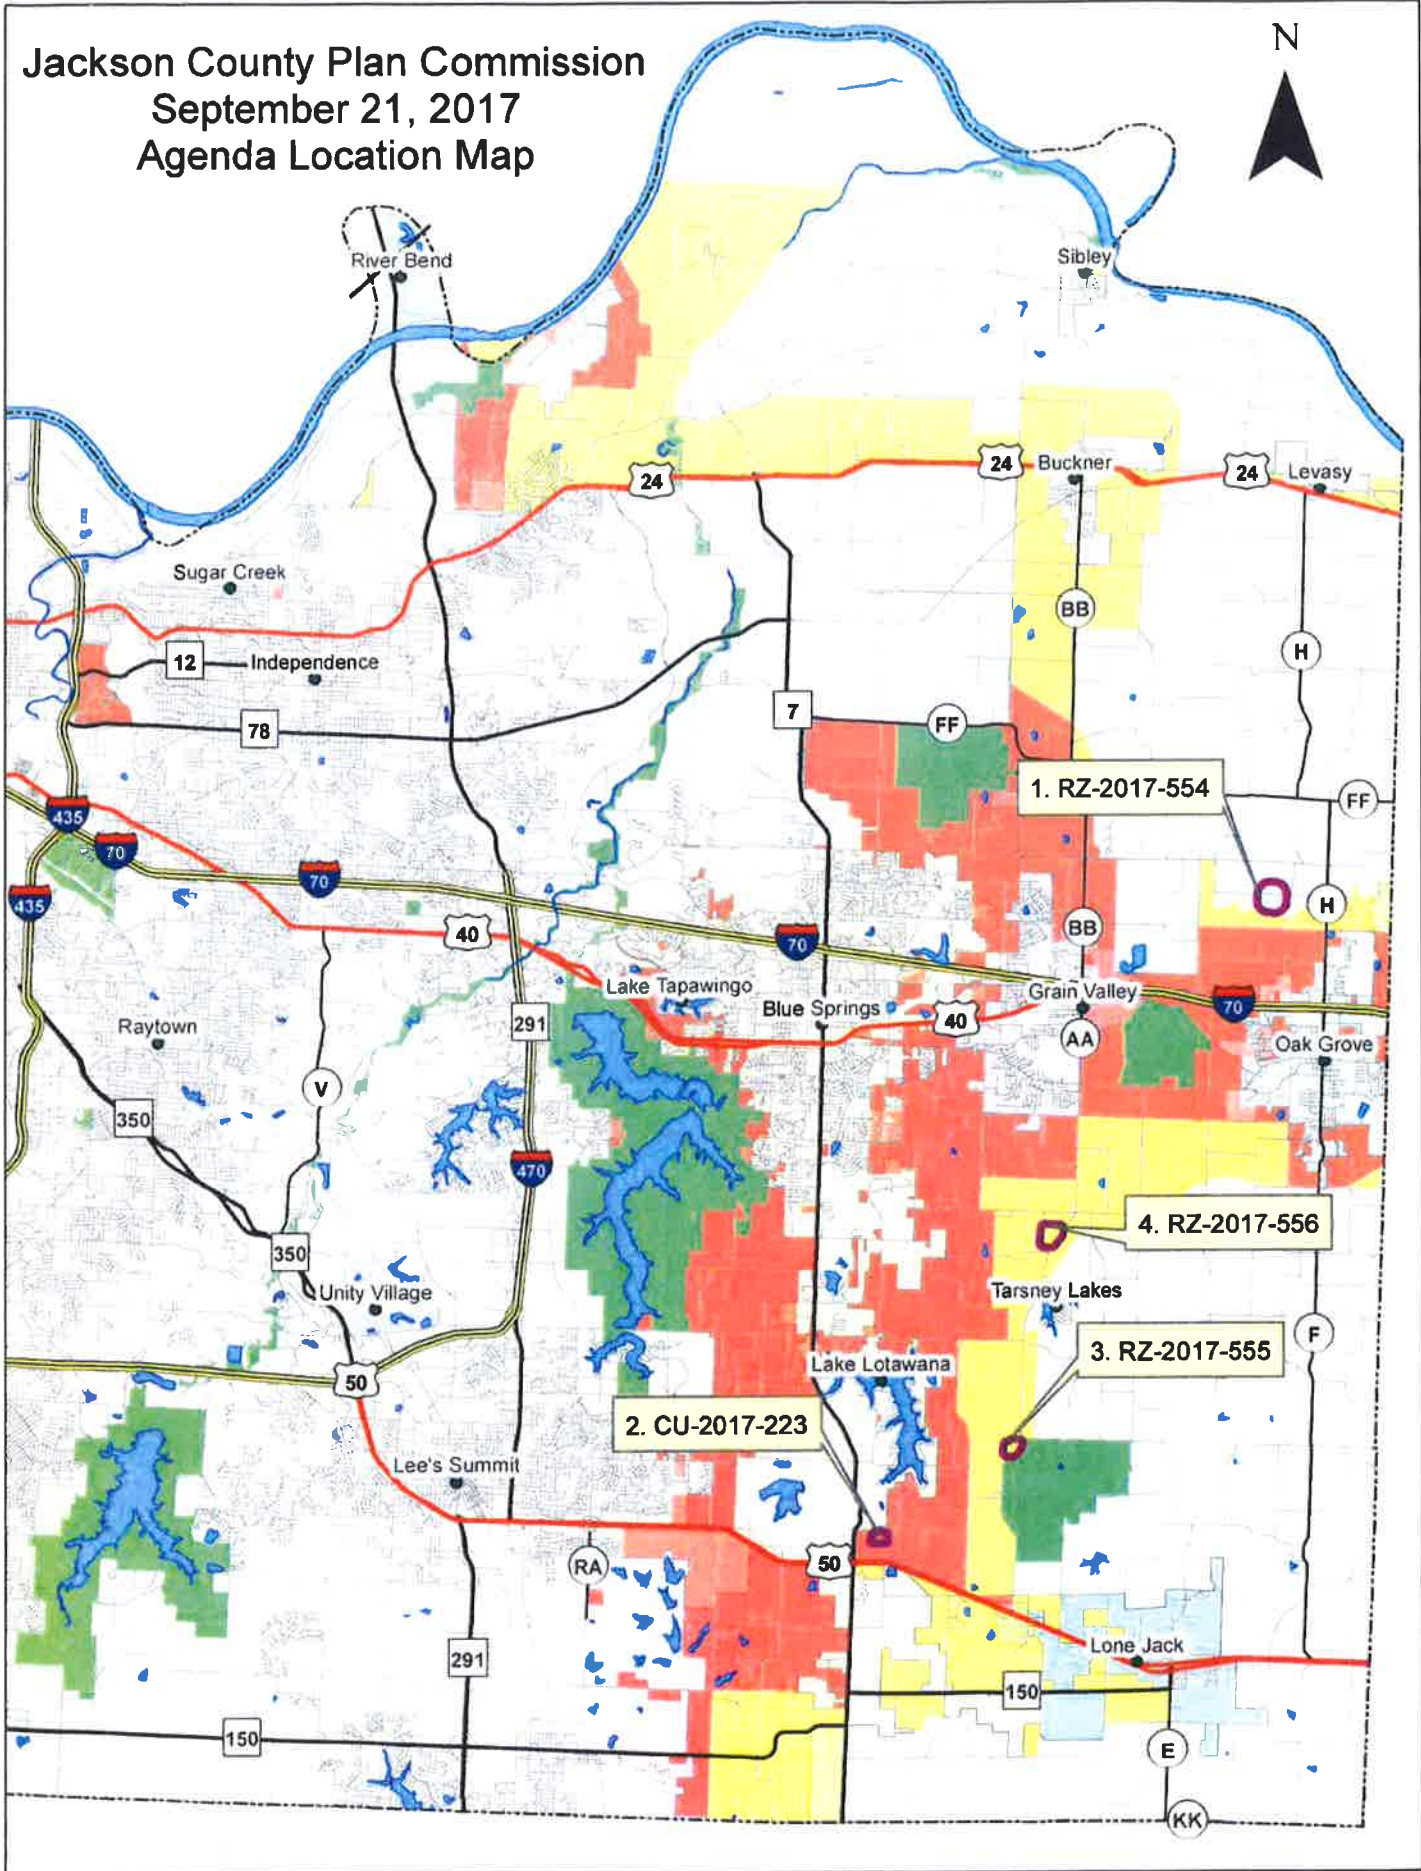 Jackson County Plan Commission
September 21, 2017
Agenda Location Map
N
River Bend
Sibley
24
24
Buckner
24
Levasy
Sugar Creek
BB
12
Independence
H
7
FF
78
1. RZ-2017-554
FF
435
70
70
435
H
40
70
BB
Lake Tapawingo
Grain Valley
Blue Springs
70
291
40
Raytown
AA
Oak Grove
V
350
470
4. RZ-2017-556
350
Unity Village
Tarsney Lakes
F
3. RZ-2017-555
Lake Lotawana
50
2. CU-2017-223
Lee's Summit
50
RA
Lone Jack
291
150
150
E
KK